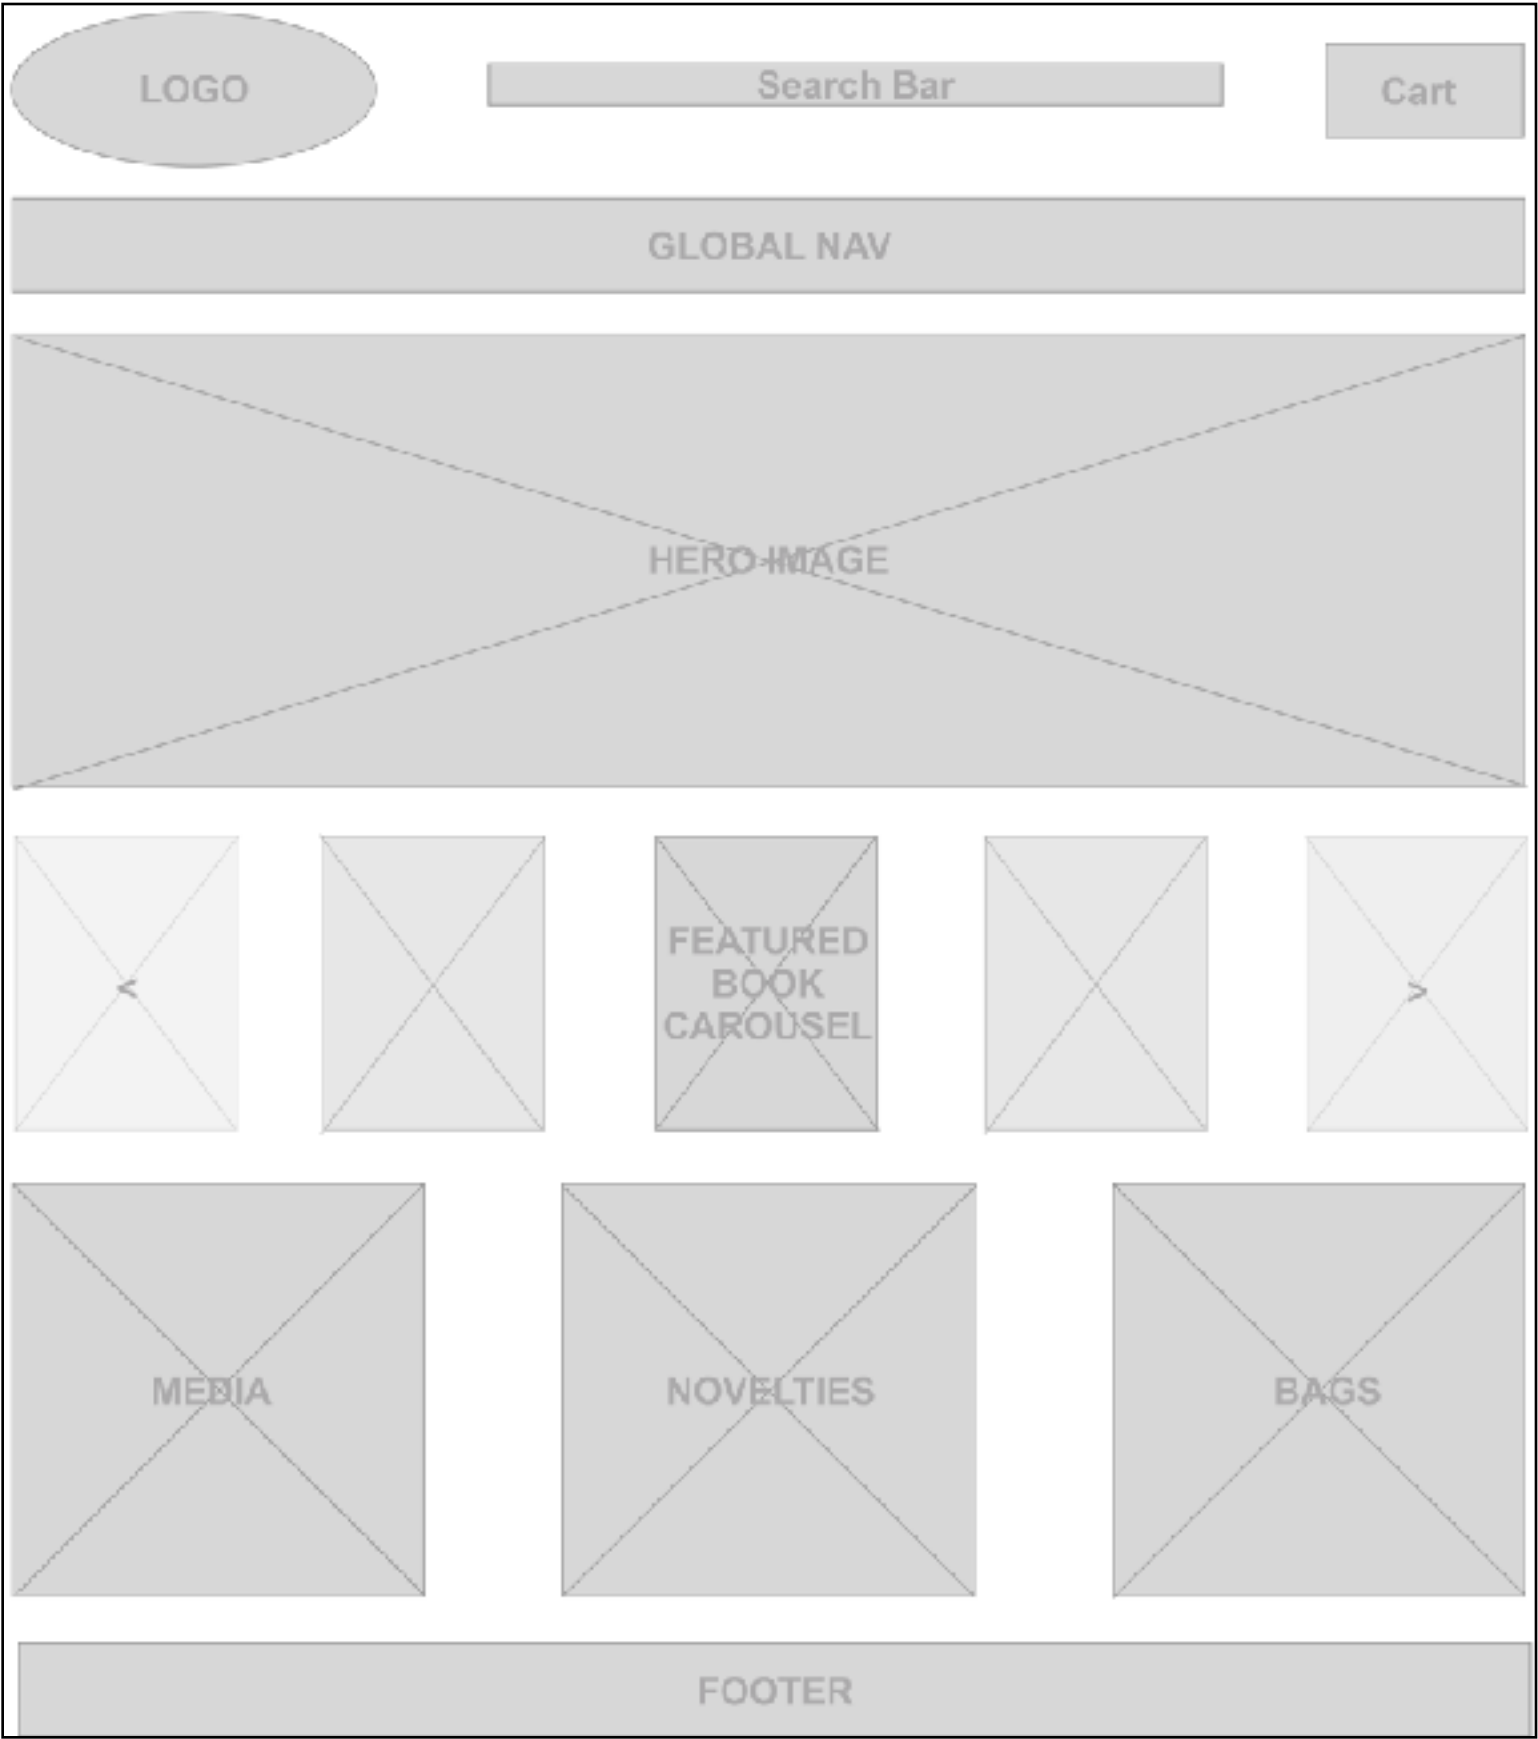 LOGO
Search Bar
Cart
GLOBAL NAV
HERO IMAGE
<
FEATURED
BOOK
CAROUSEL
>
MEDIA
NOVELTIES
BAGS
FOOTER